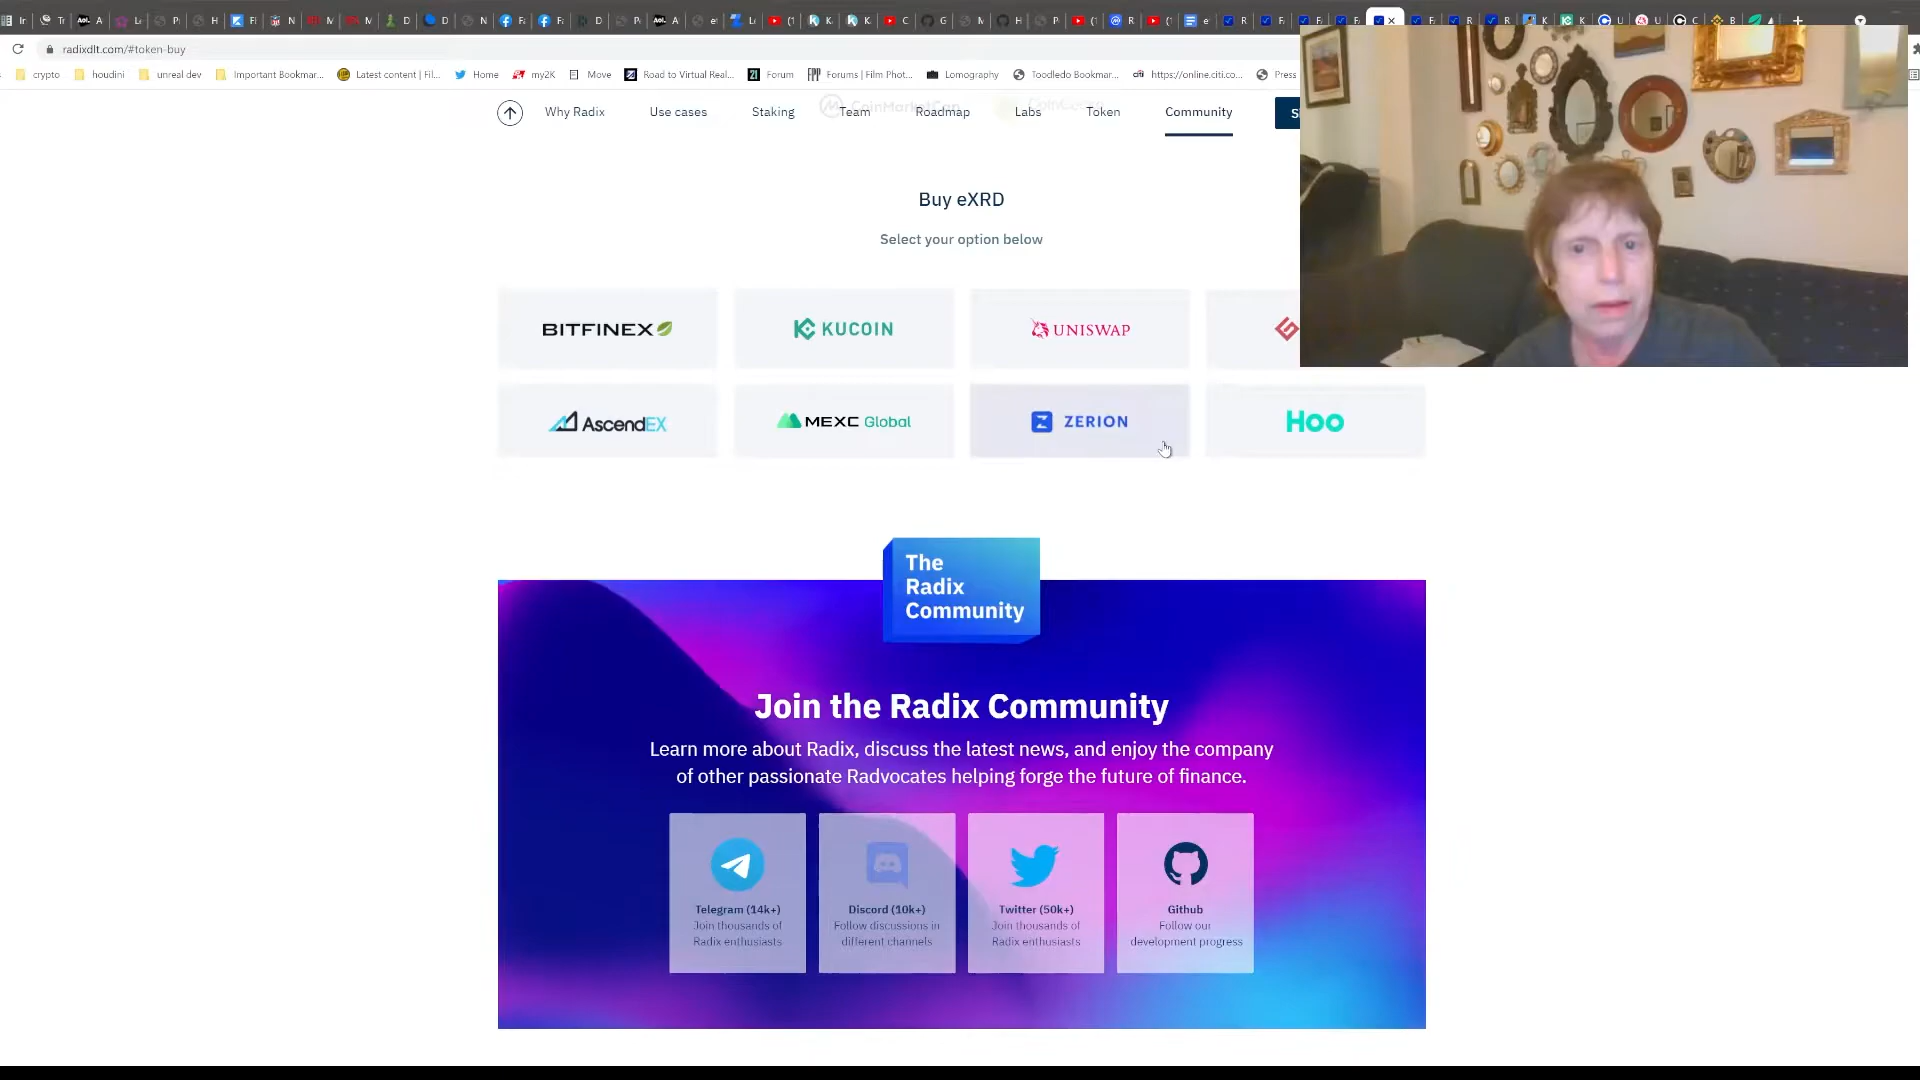 radixdlt.com/#token-buy
crypto
houdini
unreal dev
Important Bookmar...
Latest content | Fil...
Home
my2K
Move
Road to Virtual Real...
Forum
Forums | Film Phot...
Lomography
Toodledo Bookmar...
https://online.citi.co...
Press
Why Radix
Use cases
Staking
Team
Roadmap
Labs
Token
Community
CoinMarketCap
Buy eXRD
Select your option below
BITFINEX
KUCOIN
UNISWAP
AscendEX
MEXC Global
ZERION
Hoo
The
Radix
Community
Join the Radix Community
Learn more about Radix, discuss the latest news, and enjoy the company
of other passionate Radvocates helping forge the future of finance.
Telegram (14k+)
Join thousands of
Radix enthusiasts
Discord (10k+)
Follow discussions in
different channels
Twitter (50k+)
Join thousands of
Radix enthusiasts
Github
Follow our
development progress